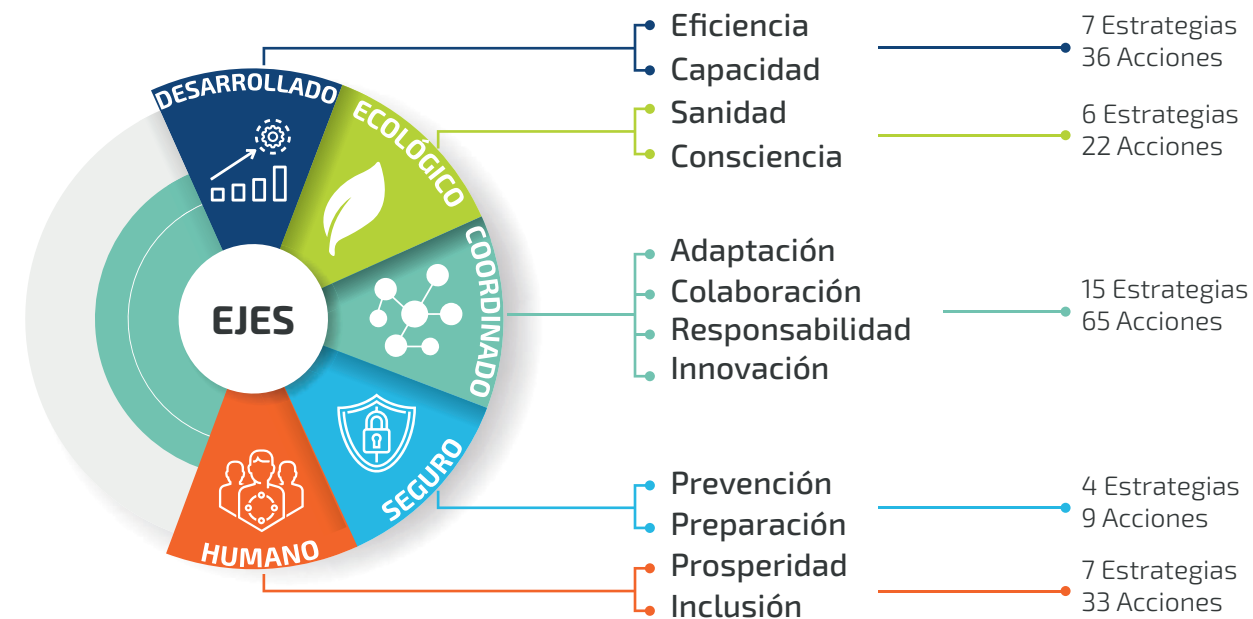 EJES
DESARROLLADO
Eficiencia
Capacidad
7 Estrategias
36 Acciones
ECOLÓGICO
Sanidad
Consciencia
6 Estrategias
22 Acciones
COORDINADO
Adaptación
Colaboración
Responsabilidad
Innovación
15 Estrategias
65 Acciones
SEGURO
Prevención
Preparación
4 Estrategias
9 Acciones
HUMANO
Prosperidad
Inclusión
7 Estrategias
33 Acciones